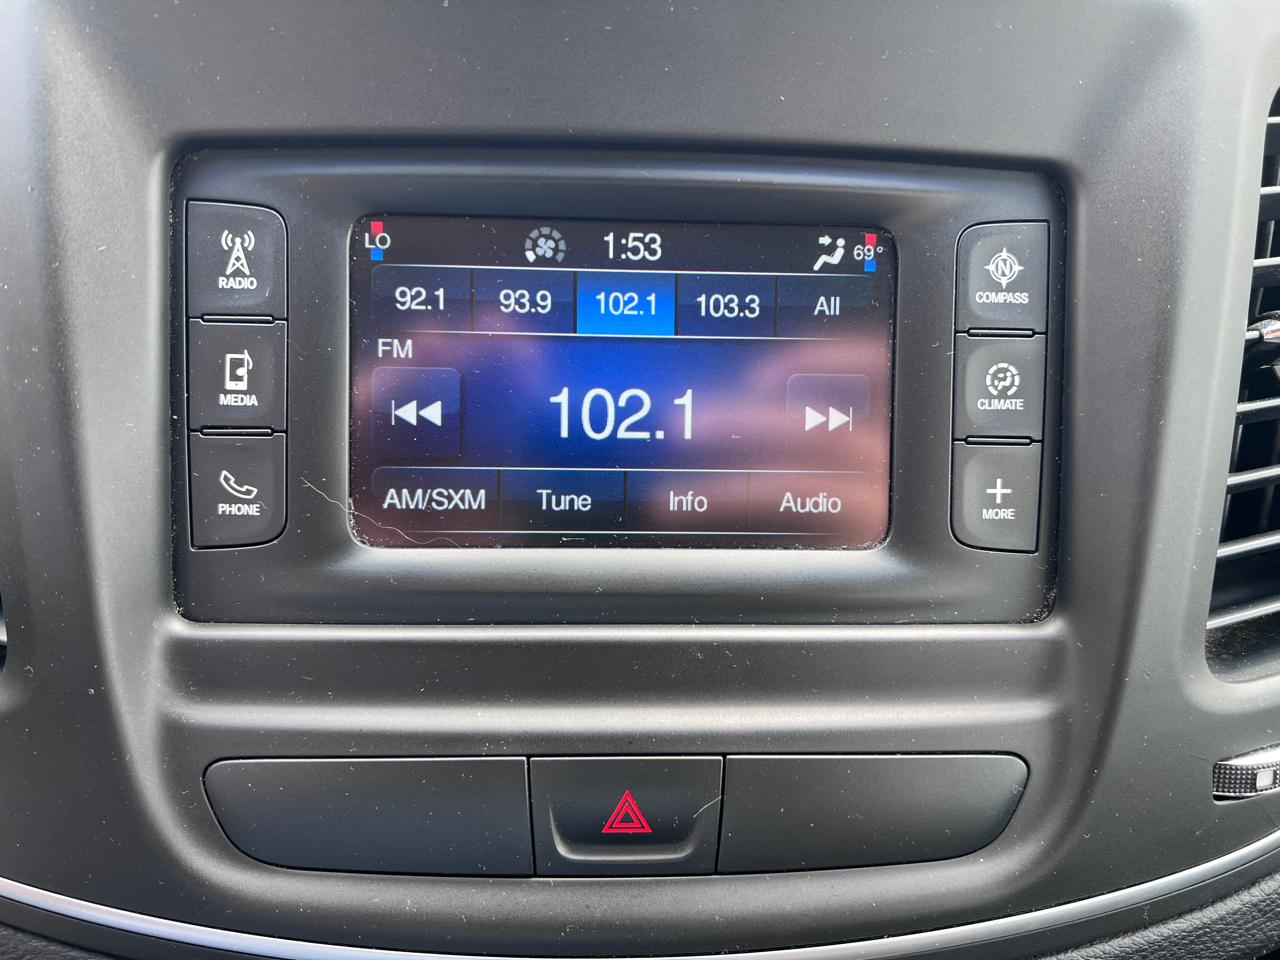 LO 1:53 69°
92.1 93.9 102.1 103.3 All
FM
102.1
AM/SXM Tune Info Audio
RADIO
MEDIA
PHONE
N
COMPASS
CLIMATE
MORE